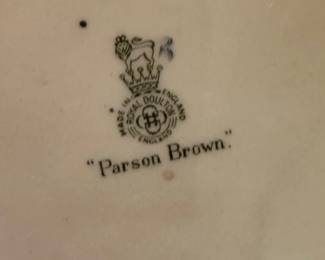 MADE IN ENGLAND
ROYAL DOULTON
ENGLAND
"Parson Brown".